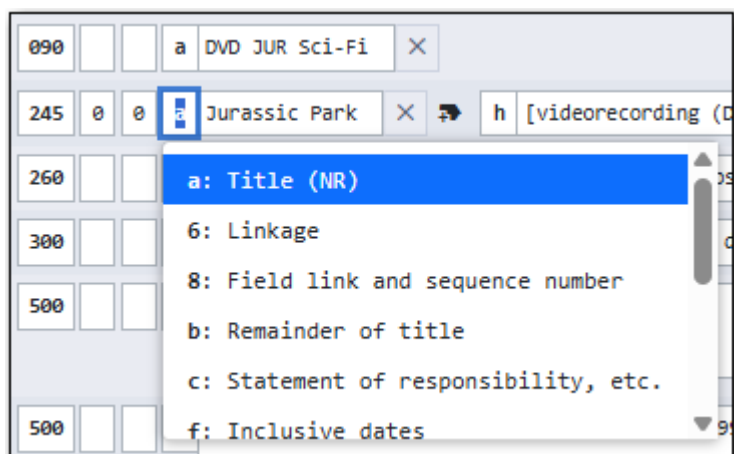 090 a DVD JUR Sci-Fi ×
245 0 0 a Jurassic Park × h [videorecording (D
260
a: Title (NR)
300
6: Linkage
8: Field link and sequence number
500
b: Remainder of title
c: Statement of responsibility, etc.
500
f: Inclusive dates